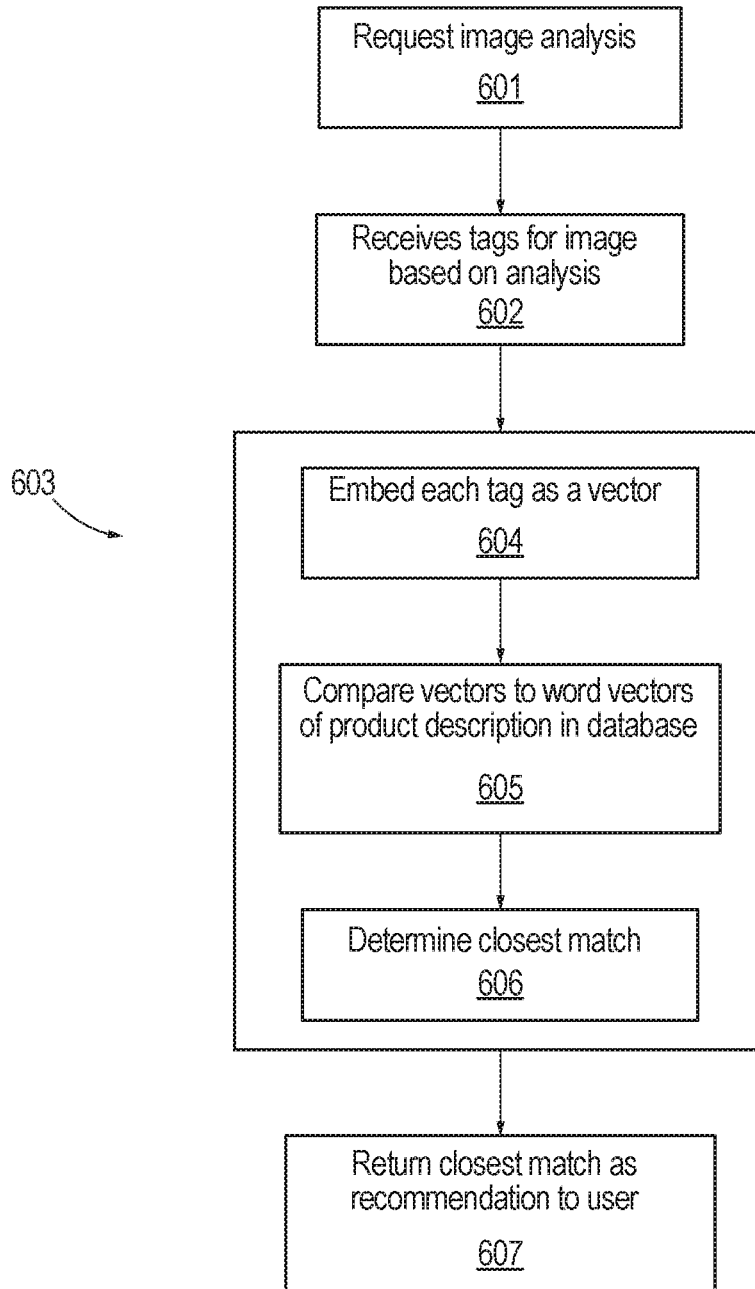 Request image analysis
601
Receives tags for image
based on analysis
602
603
Embed each tag as a vector
604
Compare vectors to word vectors
of product description in database
605
Determine closest match
606
Return closest match as
recommendation to user
607